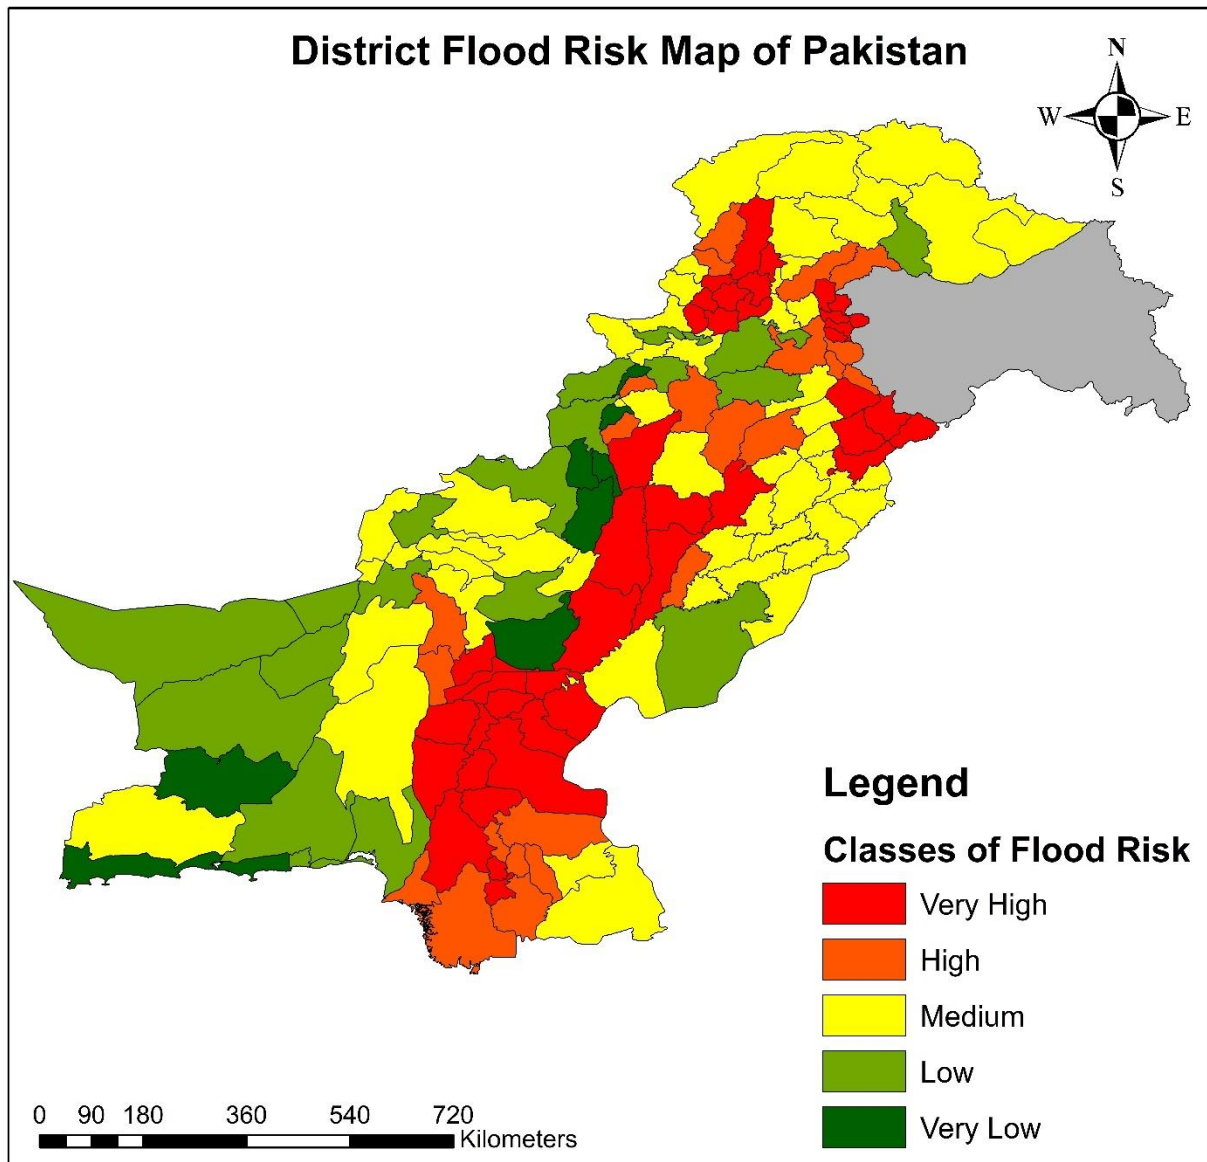 District Flood Risk Map of Pakistan
N
W E
S
Legend
Classes of Flood Risk
Very High
High
Medium
Low
Very Low
0 90 180 360 540 720
Kilometers